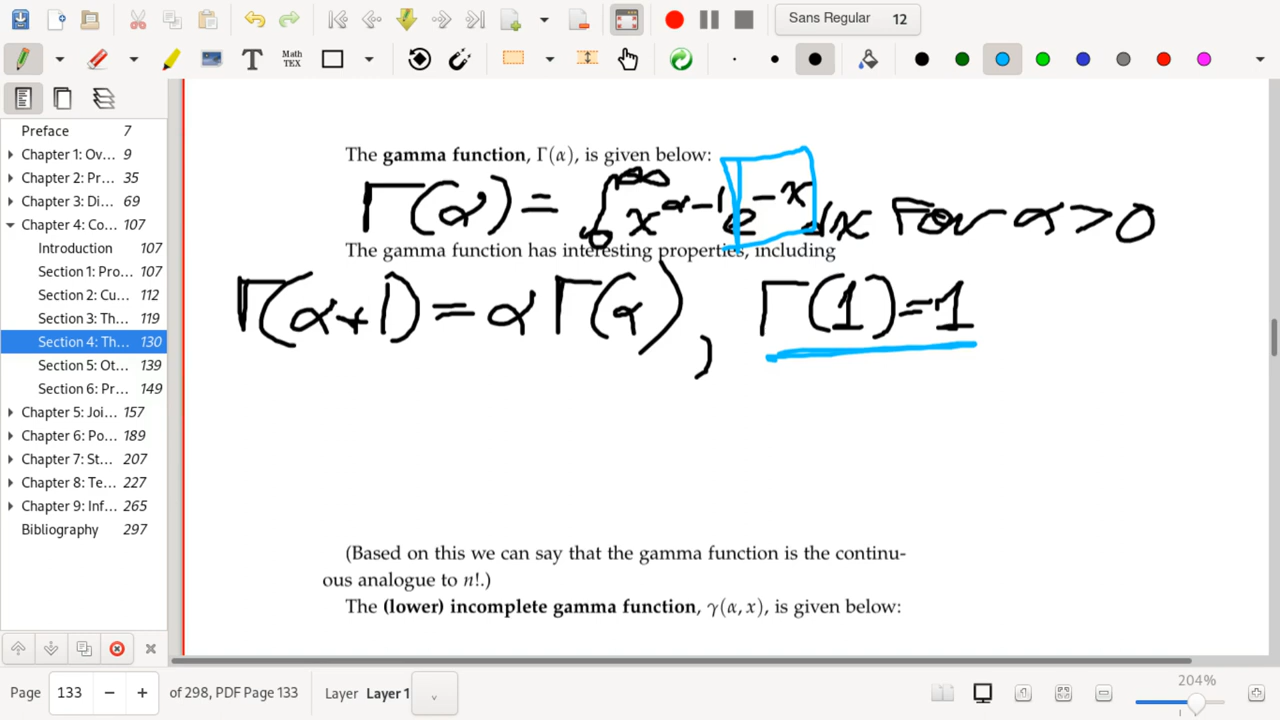 Sans Regular 12
T Math TEX
Preface 7
Chapter 1: Ov... 9
Chapter 2: Pr... 35
Chapter 3: Di... 69
Chapter 4: Co... 107
Introduction 107
Section 1: Pro... 107
Section 2: Cu... 112
Section 3: Th... 119
Section 4: Th... 130
Section 5: Ot... 139
Section 6: Pr... 149
Chapter 5: Joi... 157
Chapter 6: Po... 189
Chapter 7: St... 207
Chapter 8: Te... 227
Chapter 9: Inf... 265
Bibliography 297
The gamma function, Γ(α), is given below:
Γ(α) = ∫₀^∞ x^(α-1) e^(-x) dx For α > 0
The gamma function has interesting properties, including
Γ(α+1) = αΓ(α), Γ(1) = 1
(Based on this we can say that the gamma function is the continu-
ous analogue to n!.)
The (lower) incomplete gamma function, γ(α, x), is given below:
Page 133 of 298, PDF Page 133 Layer Layer 1 204%